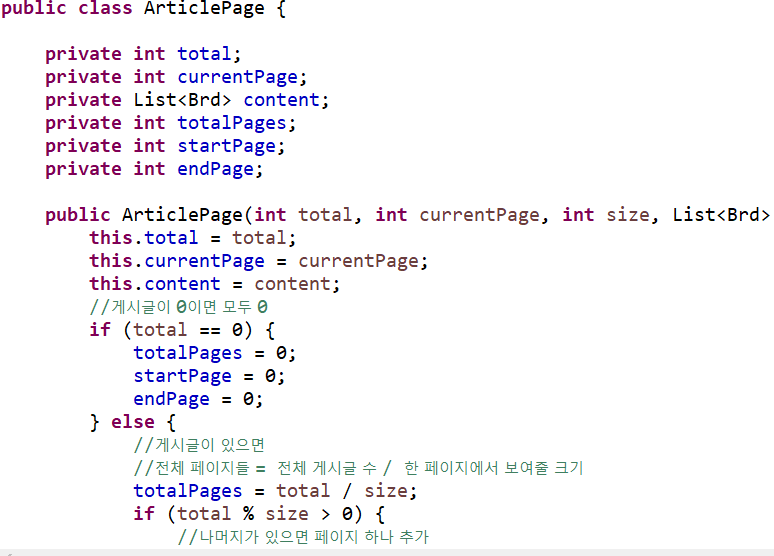 public class ArticlePage {
private int total;
private int currentPage;
private List<Brd> content;
private int totalPages;
private int startPage;
private int endPage;
public ArticlePage(int total, int currentPage, int size, List<Brd>
this.total = total;
this.currentPage = currentPage;
this.content = content;
//게시글이 0이면 모두 0
if (total == 0) {
totalPages = 0;
startPage = 0;
endPage = 0;
} else {
//게시글이 있으면
//전체 페이지들 = 전체 게시글 수 / 한 페이지에서 보여줄 크기
totalPages = total / size;
if (total % size > 0) {
//나머지가 있으면 페이지 하나 추가